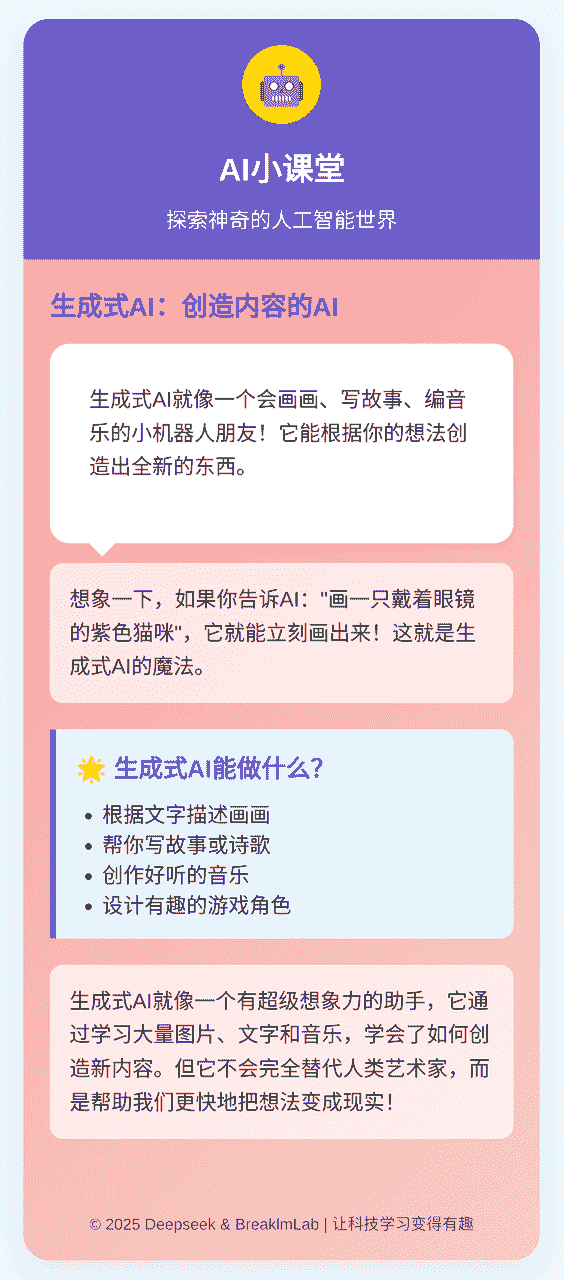 AI小课堂
探索神奇的人工智能世界
生成式AI：创造内容的AI
生成式AI就像一个会画画、写故事、编音
乐的小机器人朋友！它能根据你的想法创
造出全新的东西。
想象一下，如果你告诉AI："画一只戴着眼镜
的紫色猫咪"，它就能立刻画出来！这就是生
成式AI的魔法。
生成式AI能做什么？
• 根据文字描述画画
• 帮你写故事或诗歌
• 创作好听的音乐
• 设计有趣的游戏角色
生成式AI就像一个有超级想象力的助手，它通
过学习大量图片、文字和音乐，学会了如何创
造新内容。但它不会完全替代人类艺术家，而
是帮助我们更快地把想法变成现实！
© 2025 Deepseek & BreaklmLab | 让科技学习变得有趣